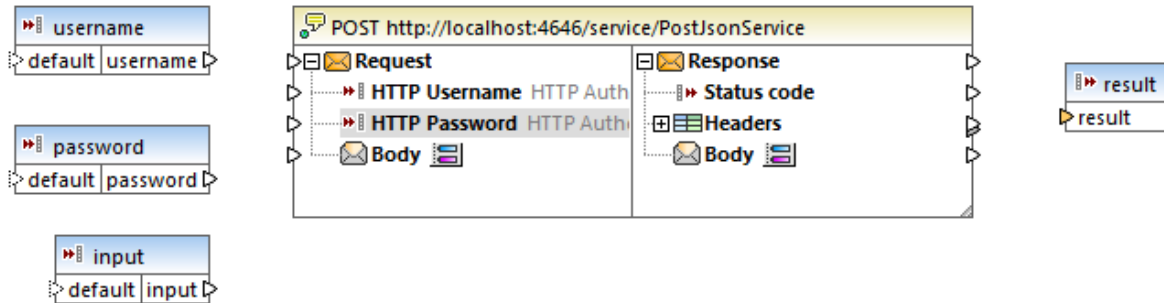 username
default username
password
default password
input
default input
POST http://localhost:4646/service/PostJsonService
Request
HTTP Username HTTP Auth
HTTP Password HTTP Auth
Body
Response
Status code
Headers
Body
result
result